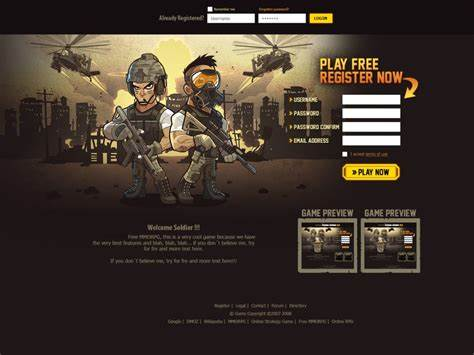 Remember me
Forgotten password?
Already Registered?
Username
LOGIN
PLAY FREE
REGISTER NOW
USERNAME
PASSWORD
PASSWORD CONFIRM
EMAIL ADDRESS
I accept terms of use
PLAY NOW
Welcome Soldier !!!
Free MMORPG, this is a very cool game because we have
the very best features and blah, blah, blah... If you don´t believe me, try
for fre and more text here.
If you don´t believe me, try for fre and more text here!!!
GAME PREVIEW
GAME PREVIEW
Register | Legal | Contact | Forum | Directory
© Game Copyright ©2007 2008
Google | DMOZ | Wikipedia | MMORPG | Online Strategy Game | Free MMORPG | Online RPG